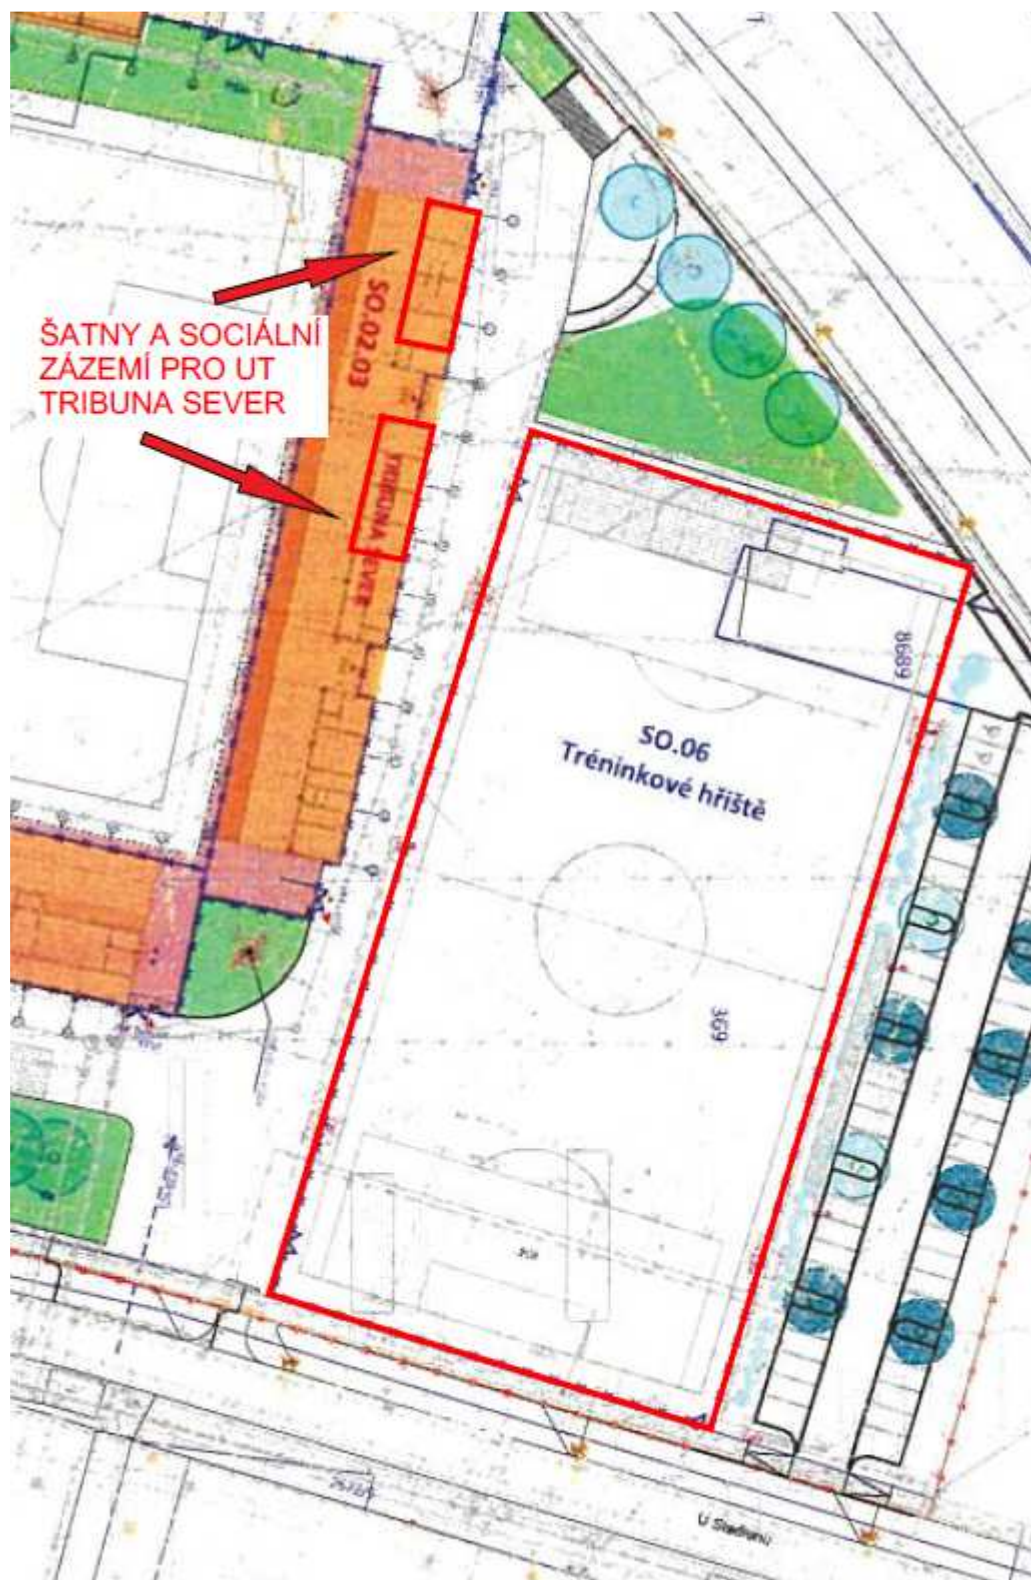 SO.02.03
ŠATNY A SOCIÁLNÍ
ZÁZEMÍ PRO UT
TRIBUNA SEVER
TRIBUNA SEVER
8689
SO.06
Tréninkové hřiště
369
U Stadionu